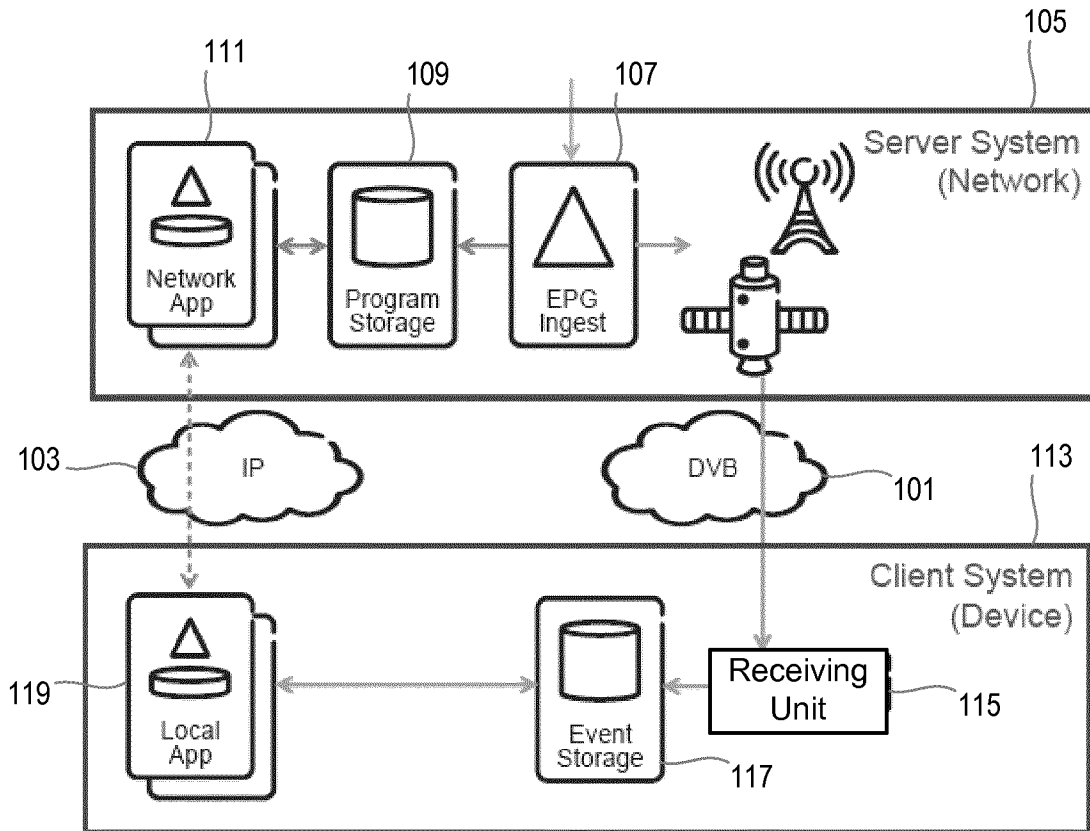 105
111
109
107
Server System
(Network)
Network
App
Program
Storage
EPG
Ingest
103
IP
DVB
101
113
Client System
(Device)
119
Local
App
Event
Storage
117
Receiving
Unit
115